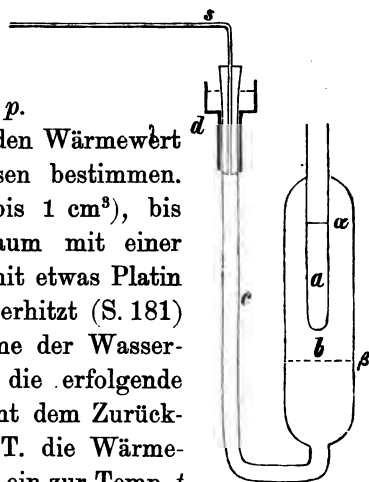 s
p.
d
den Wärmewert
sen bestimmen.
bis 1 cm³), bis
aum mit einer
mit etwas Platin
erhitzt (S. 181)
me der Wasser-
die erfolgende
nt dem Zurück-
T. die Wärme-
ein zur Temp. t
c
α
a
b
β